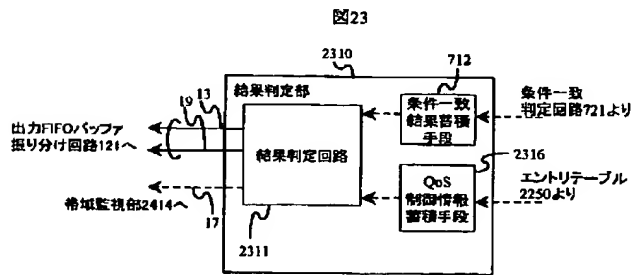 図23
2310
結果判定部
712
13
19
出力FIFOバッファ
振り分け回路121へ
結果判定回路
条件一致
結果蓄積
手段
条件一致
判定回路721より
2316
QoS
制御情報
蓄積手段
エントリテーブル
2250より
帯域監視部2414へ
17
2311